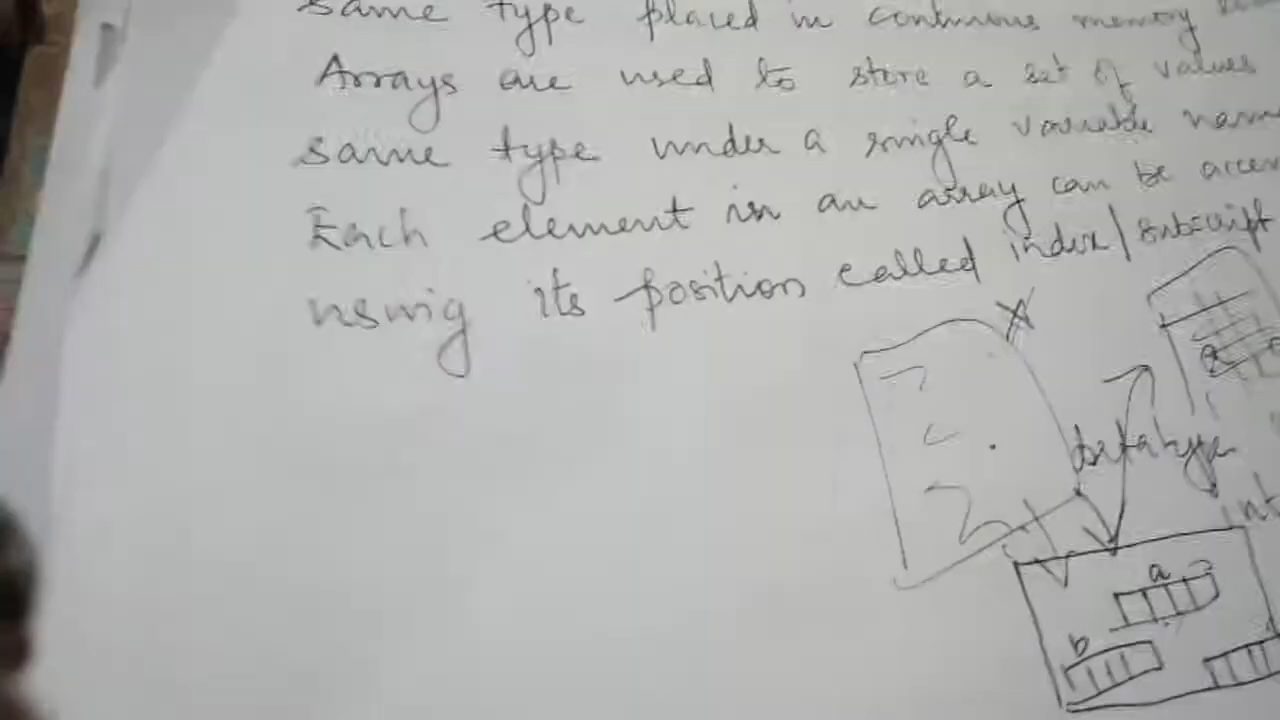 same type placed in continuous memory
Arrays are used to store a set of values
same type under a single variable
Each element in an array can be
using its position called index/subscript
datatype
int
a
b